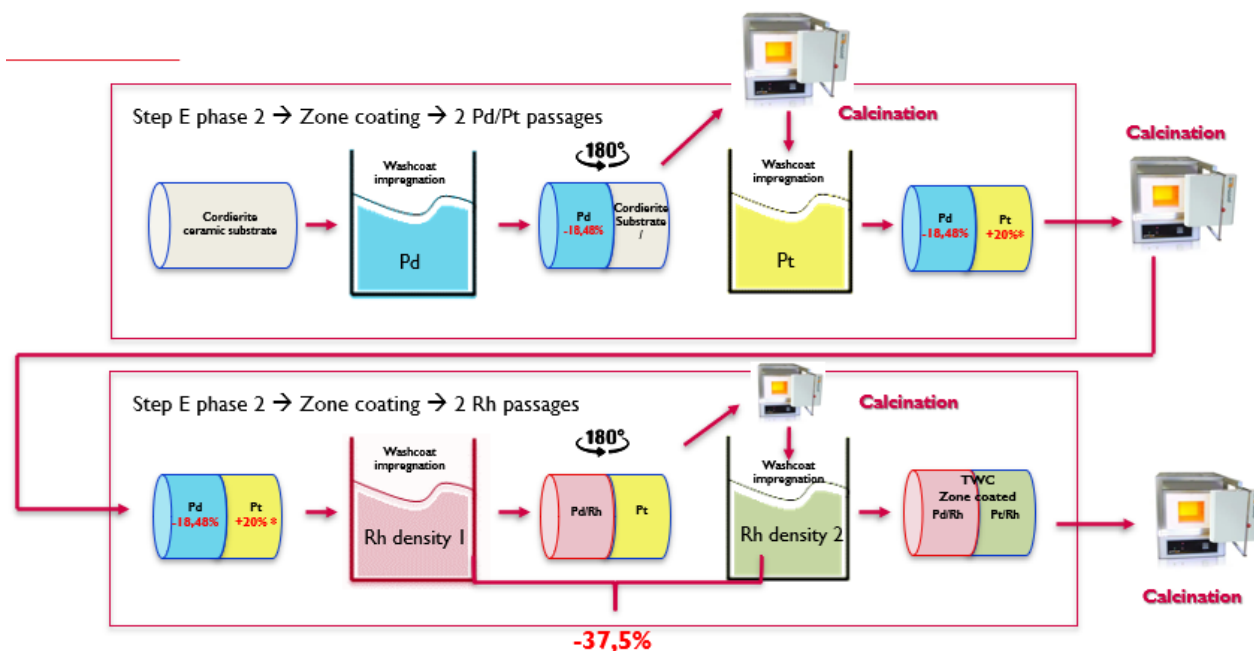 Step E phase 2 → Zone coating → 2 Pd/Pt passages
Calcination
Calcination
Cordierite
ceramic substrate
Washcoat
impregnation
Pd
180°
Pd
-18,48%
Cordierite
Substrate
/
Washcoat
impregnation
Pt
Pd
-18,48%
Pt
+20%*
Step E phase 2 → Zone coating → 2 Rh passages
Calcination
Pd
-18,48%
Pt
+20% *
Washcoat
impregnation
Rh density 1
180°
Pd/Rh
Pt
Washcoat
impregnation
Rh density 2
TWC
Zone coated
Pd/Rh
Pt/Rh
Calcination
-37,5%